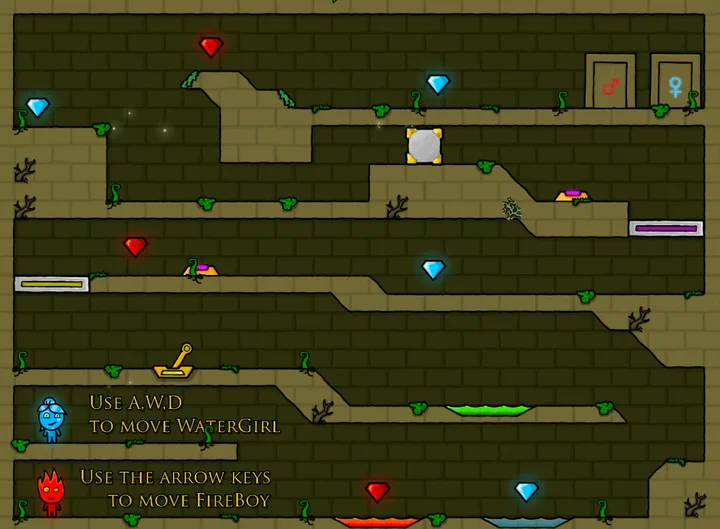 Use A,W,D
to move WaterGirl
Use the arrow keys
to move FireBoy